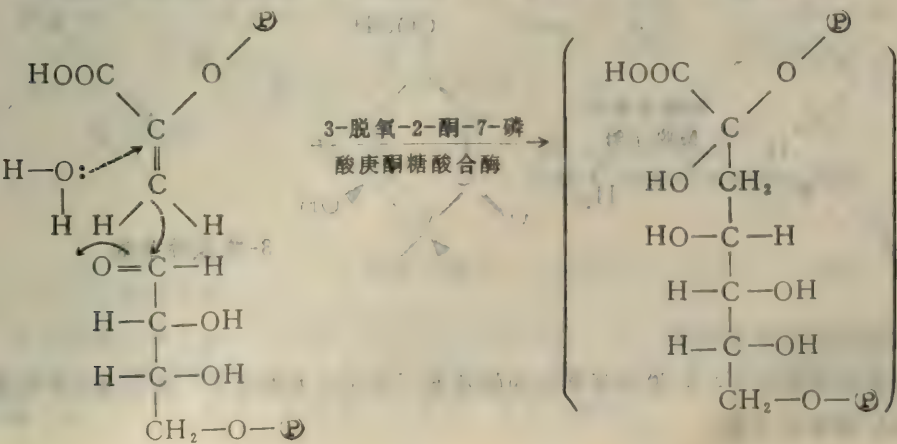 Ⓟ
HOOC O
C
H—O: C
H H H
O=C—H
H—C—OH
H—C—OH
CH₂—O—Ⓟ
3-脱氧-2-酮-7-磷
酸庚酮糖酸合酶
Ⓟ
HOOC O
C
HO CH₂
HO—C—H
H—C—OH
H—C—OH
CH₂—O—Ⓟ